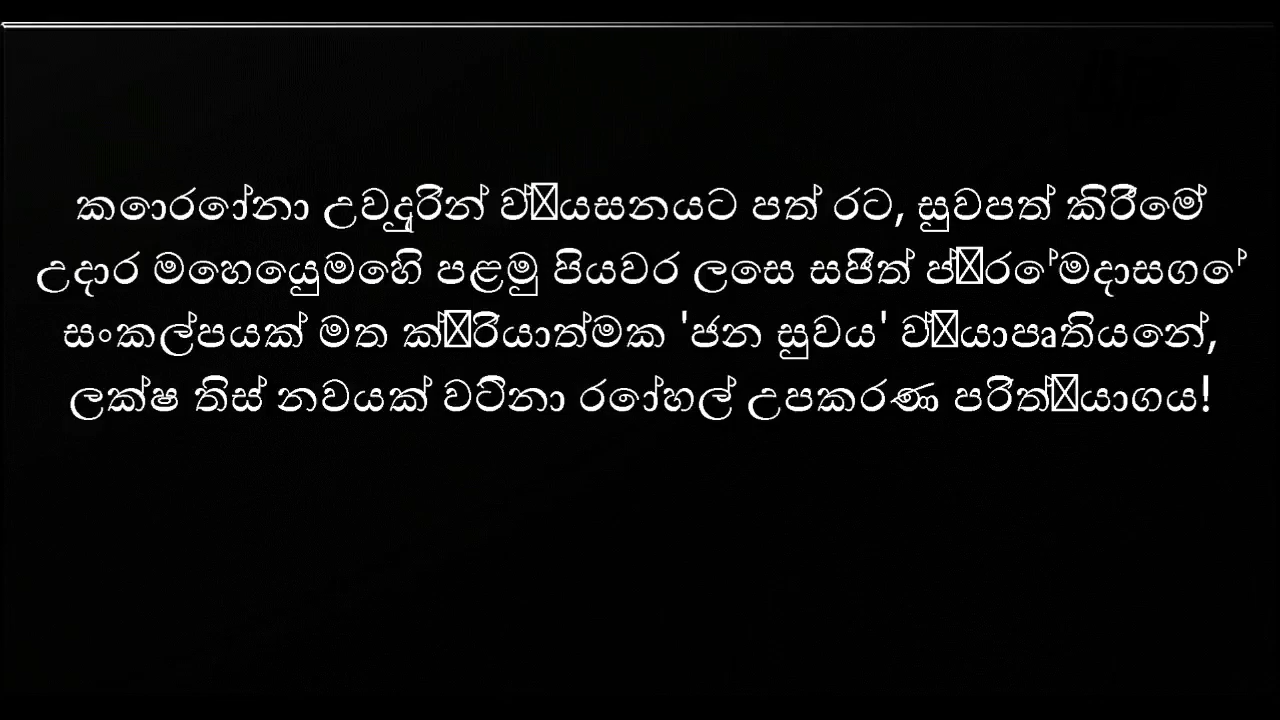 කොරෝනා උවදුරින් ව්‍යසනයට පත් රට, සුවපත් කිරීමේ
උදාර මෙහෙයුමෙහි පළමු පියවර ලෙස සජිත් ප්‍රේමදාසගේ
සංකල්පයක් මත ක්‍රියාත්මක 'ජන සුවය' ව්‍යාපෘතියෙන්,
ලක්ෂ තිස් නවයක් වටිනා රෝහල් උපකරණ පරිත්‍යාගය!